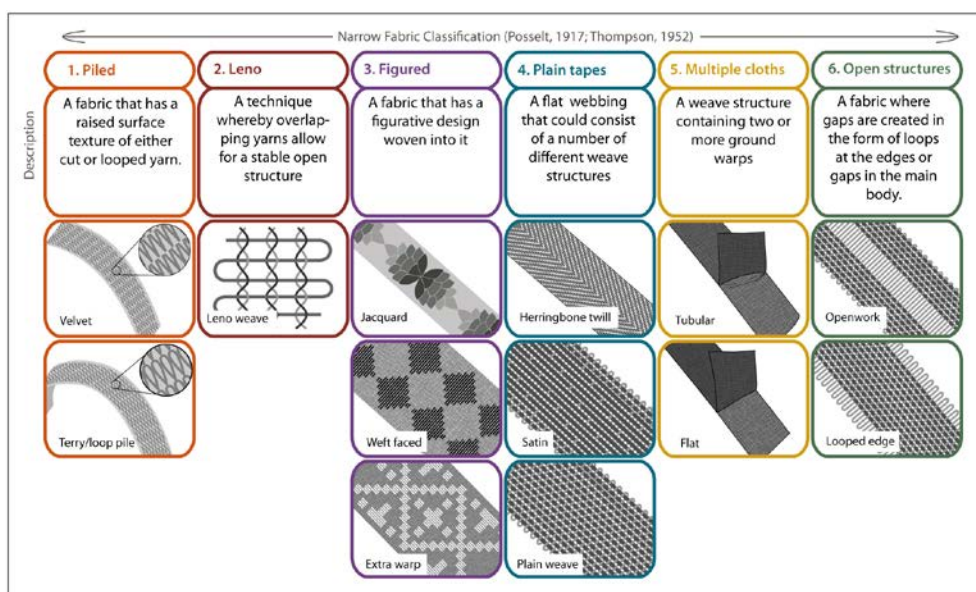 Narrow Fabric Classification (Posselt, 1917; Thompson, 1952)
Description
1. Piled
A fabric that has a
raised surface
texture of either
cut or looped yarn.
Velvet
Terry/loop pile
2. Leno
A technique
whereby overlap-
ping yarns allow
for a stable open
structure
Leno weave
3. Figured
A fabric that has a
figurative design
woven into it
Jacquard
Weft faced
Extra warp
4. Plain tapes
A flat webbing
that could consist
of a number of
different weave
structures
Herringbone twill
Satin
Plain weave
5. Multiple cloths
A weave structure
containing two or
more ground
warps
Tubular
Flat
6. Open structures
A fabric where
gaps are created in
the form of loops
at the edges or
gaps in the main
body.
Openwork
Looped edge